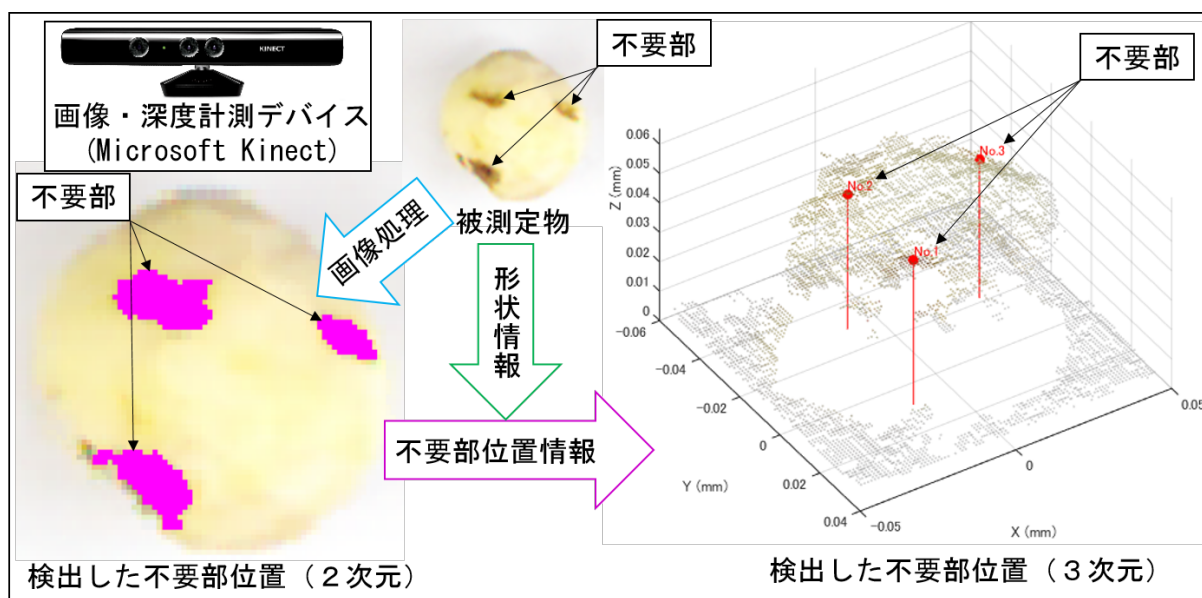 KINECT
画像・深度計測デバイス
(Microsoft Kinect)
不要部
不要部
不要部
被測定物
画像処理
形状情報
不要部位置情報
検出した不要部位置（２次元）
0.06
0.05
0.04
0.03
0.02
0.01
0
Z (mm)
No.3
No.2
No.1
-0.06
-0.04
-0.02
0
0.02
0.04
Y (mm)
-0.05
0
0.05
X (mm)
検出した不要部位置（３次元）